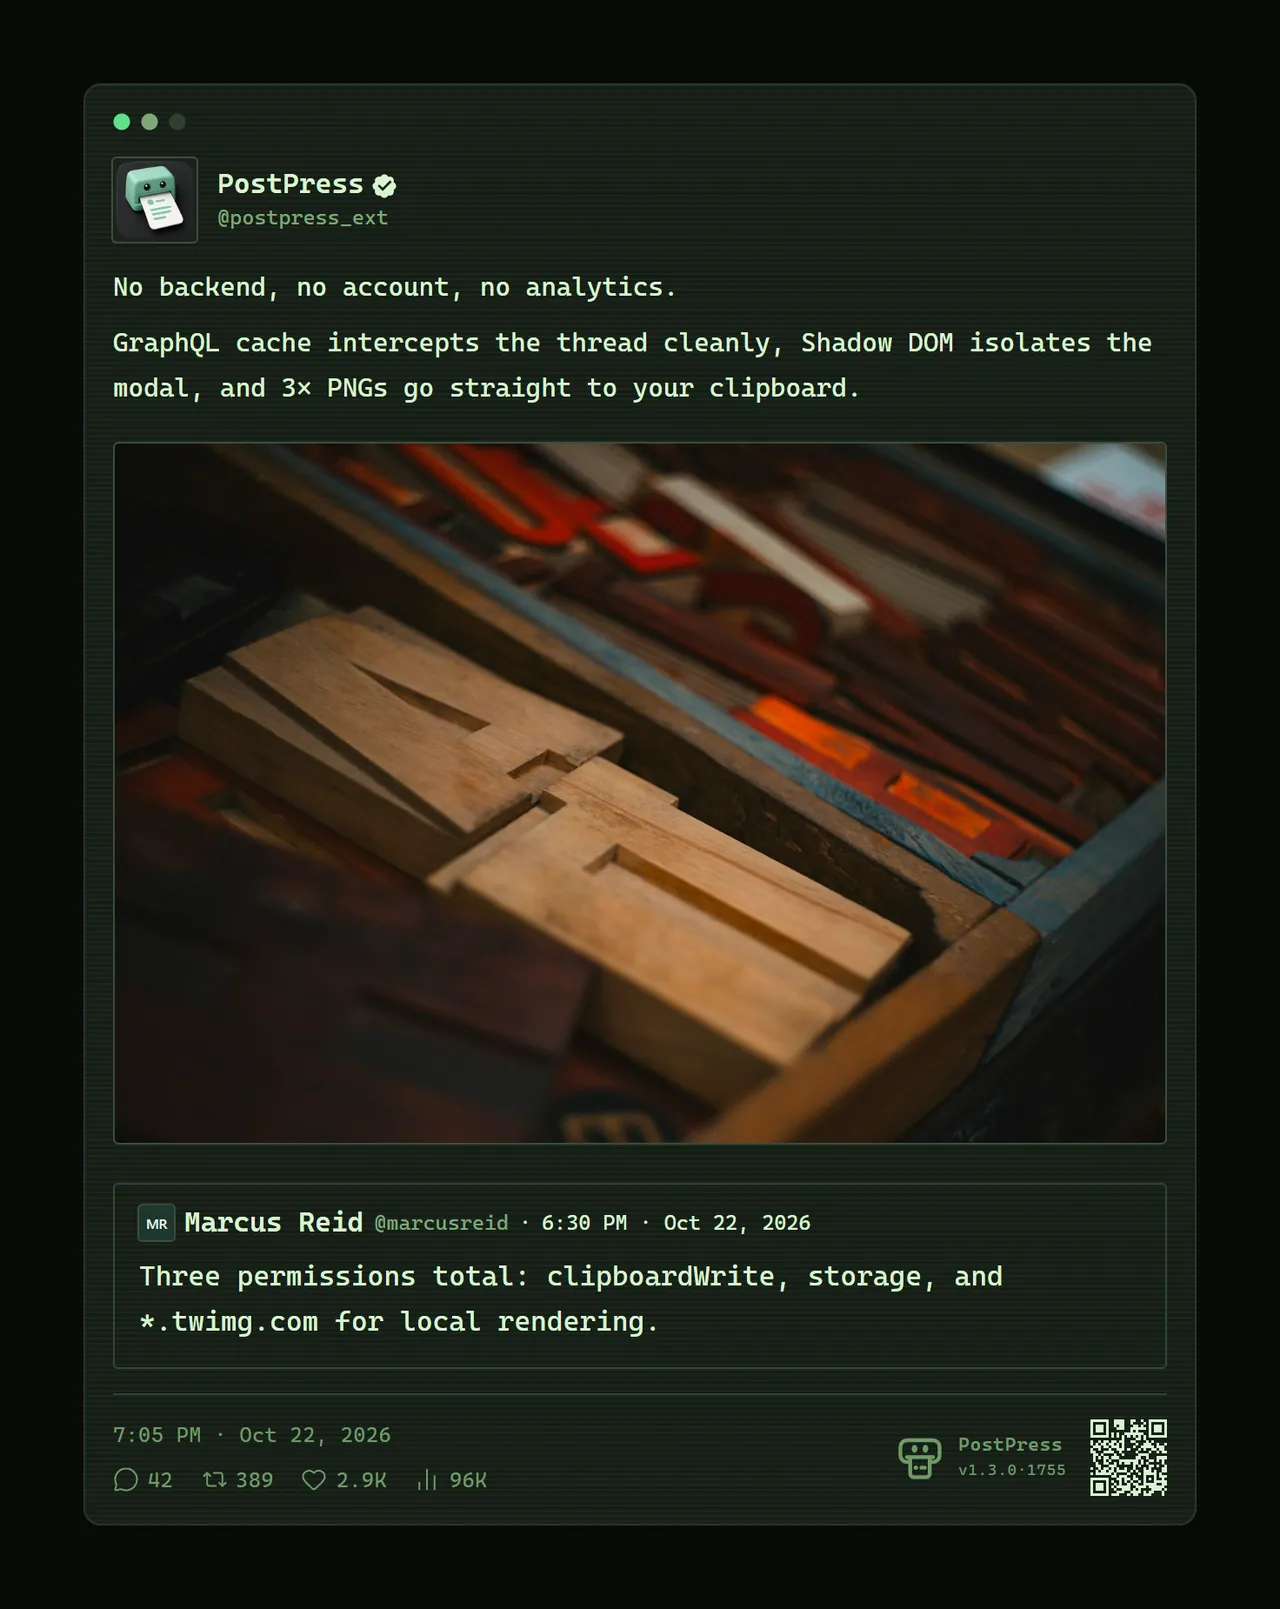 PostPress
@postpress_ext
No backend, no account, no analytics.
GraphQL cache intercepts the thread cleanly, Shadow DOM isolates the
modal, and 3× PNGs go straight to your clipboard.
MR Marcus Reid @marcusreid · 6:30 PM · Oct 22, 2026
Three permissions total: clipboardWrite, storage, and
*.twimg.com for local rendering.
7:05 PM · Oct 22, 2026
42 389 2.9K 96K
PostPress
v1.3.0·1755